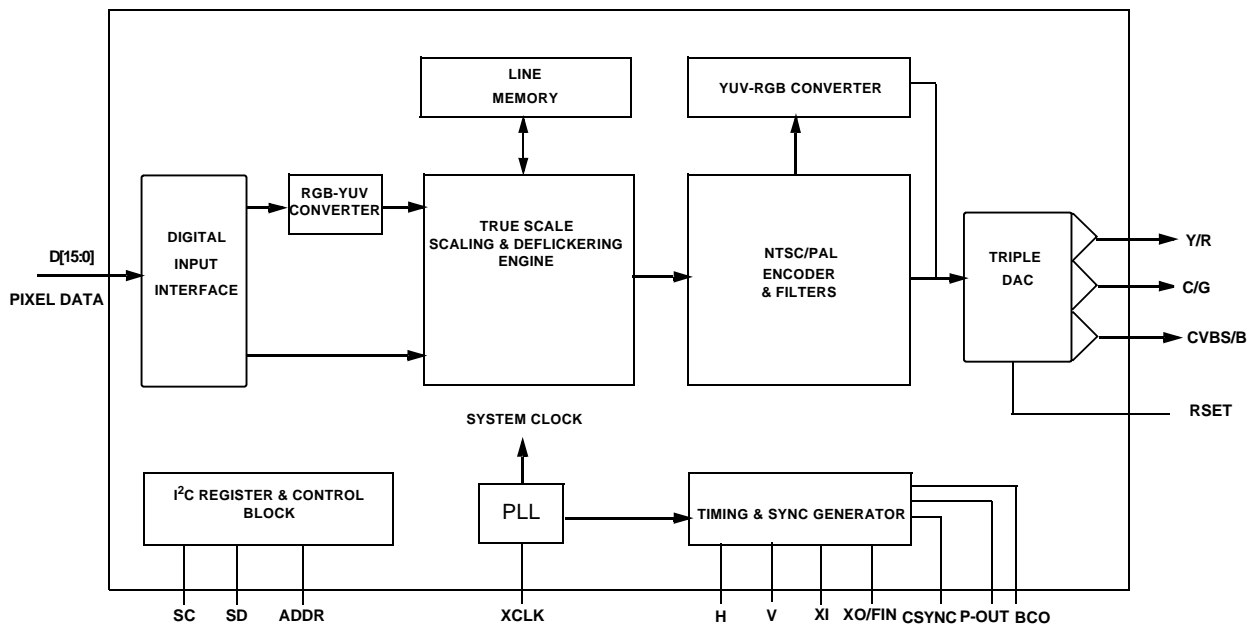 LINE
MEMORY
YUV-RGB CONVERTER
D[15:0]
PIXEL DATA
DIGITAL
INPUT
INTERFACE
RGB-YUV
CONVERTER
TRUE SCALE
SCALING & DEFLICKERING
ENGINE
NTSC/PAL
ENCODER
& FILTERS
TRIPLE
DAC
Y/R
C/G
CVBS/B
RSET
SYSTEM CLOCK
I²C REGISTER & CONTROL
BLOCK
PLL
TIMING & SYNC GENERATOR
SC
SD
ADDR
XCLK
H
V
XI
XO/FIN
CSYNC
P-OUT
BCO